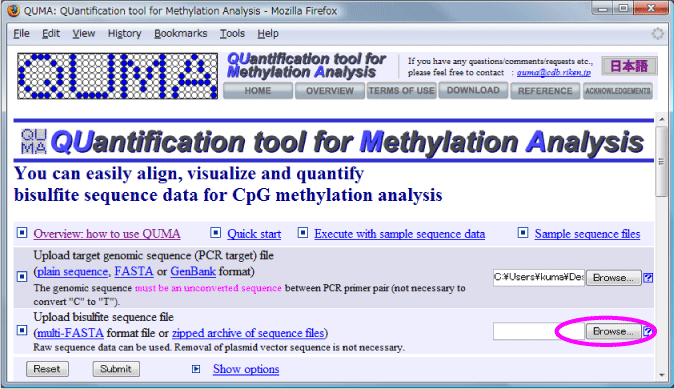 QUMA: QUantification tool for Methylation Analysis - Mozilla Firefox
File Edit View History Bookmarks Tools Help
QUMA
QUantification tool for
Methylation Analysis
If you have any questions/comments/requests etc.,
please feel free to contact : quma@cdb.riken.jp
日本語
HOME OVERVIEW TERMS OF USE DOWNLOAD REFERENCE ACKNOWLEDGEMENTS
QU
MA
QUantification tool for Methylation Analysis
You can easily align, visualize and quantify
bisulfite sequence data for CpG methylation analysis
Overview: how to use QUMA Quick start Execute with sample sequence data Sample sequence files
Upload target genomic sequence (PCR target) file
(plain sequence, FASTA or GenBank format)
C:¥Users¥kuma¥De Browse... ?
The genomic sequence must be an unconverted sequence between PCR primer pair (not necessary to
convert "C" to "T").
Upload bisulfite sequence file
(multi-FASTA format file or zipped archive of sequence files)
Browse... ?
Raw sequence data can be used. Removal of plasmid vector sequence is not necessary.
Reset Submit Show options